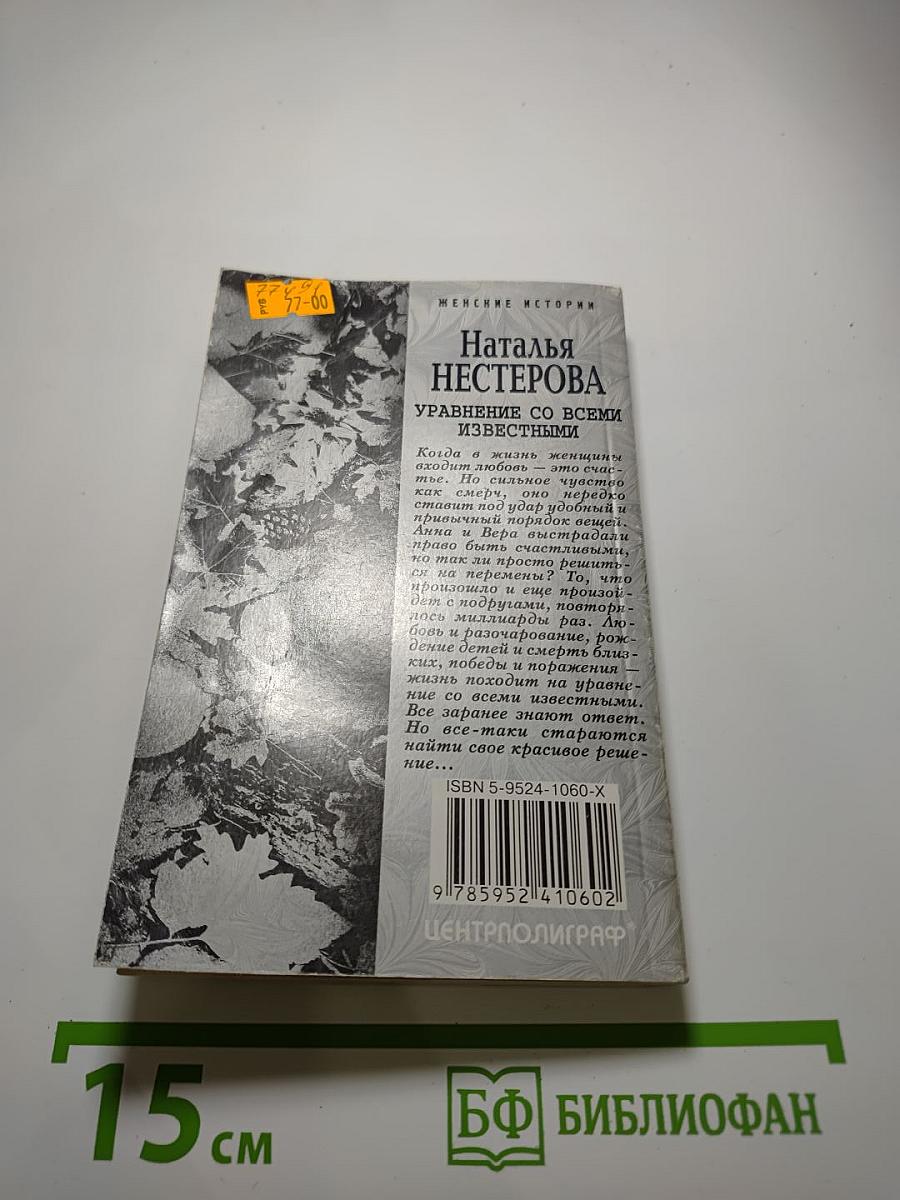 РУБ 77-00
ЖЕНСКИЕ ИСТОРИИ
Наталья
НЕСТЕРОВА
УРАВНЕНИЕ СО ВСЕМИ
ИЗВЕСТНЫМИ
Когда в жизнь женщины
входит любовь — это счас-
тье. Но сильное чувство
как смерч, оно нередко
ставит под удар удобный и
привычный порядок вещей.
Анна и Вера выстрадали
право быть счастливыми,
но так ли просто решить-
ся на перемены? То, что
произошло и еще произой-
дет с подругами, повторя-
лось миллиарды раз. Лю-
бовь и разочарование, рож-
дение детей и смерть близ-
ких, победы и поражения —
жизнь походит на уравне-
ние со всеми известными.
Все заранее знают ответ.
Но все-таки стараются
найти свое красивое реше-
ние...
ISBN 5-9524-1060-X
9 785952 410602
ЦЕНТРПОЛИГРАФ®
15 см
БФ БИБЛИОФАН